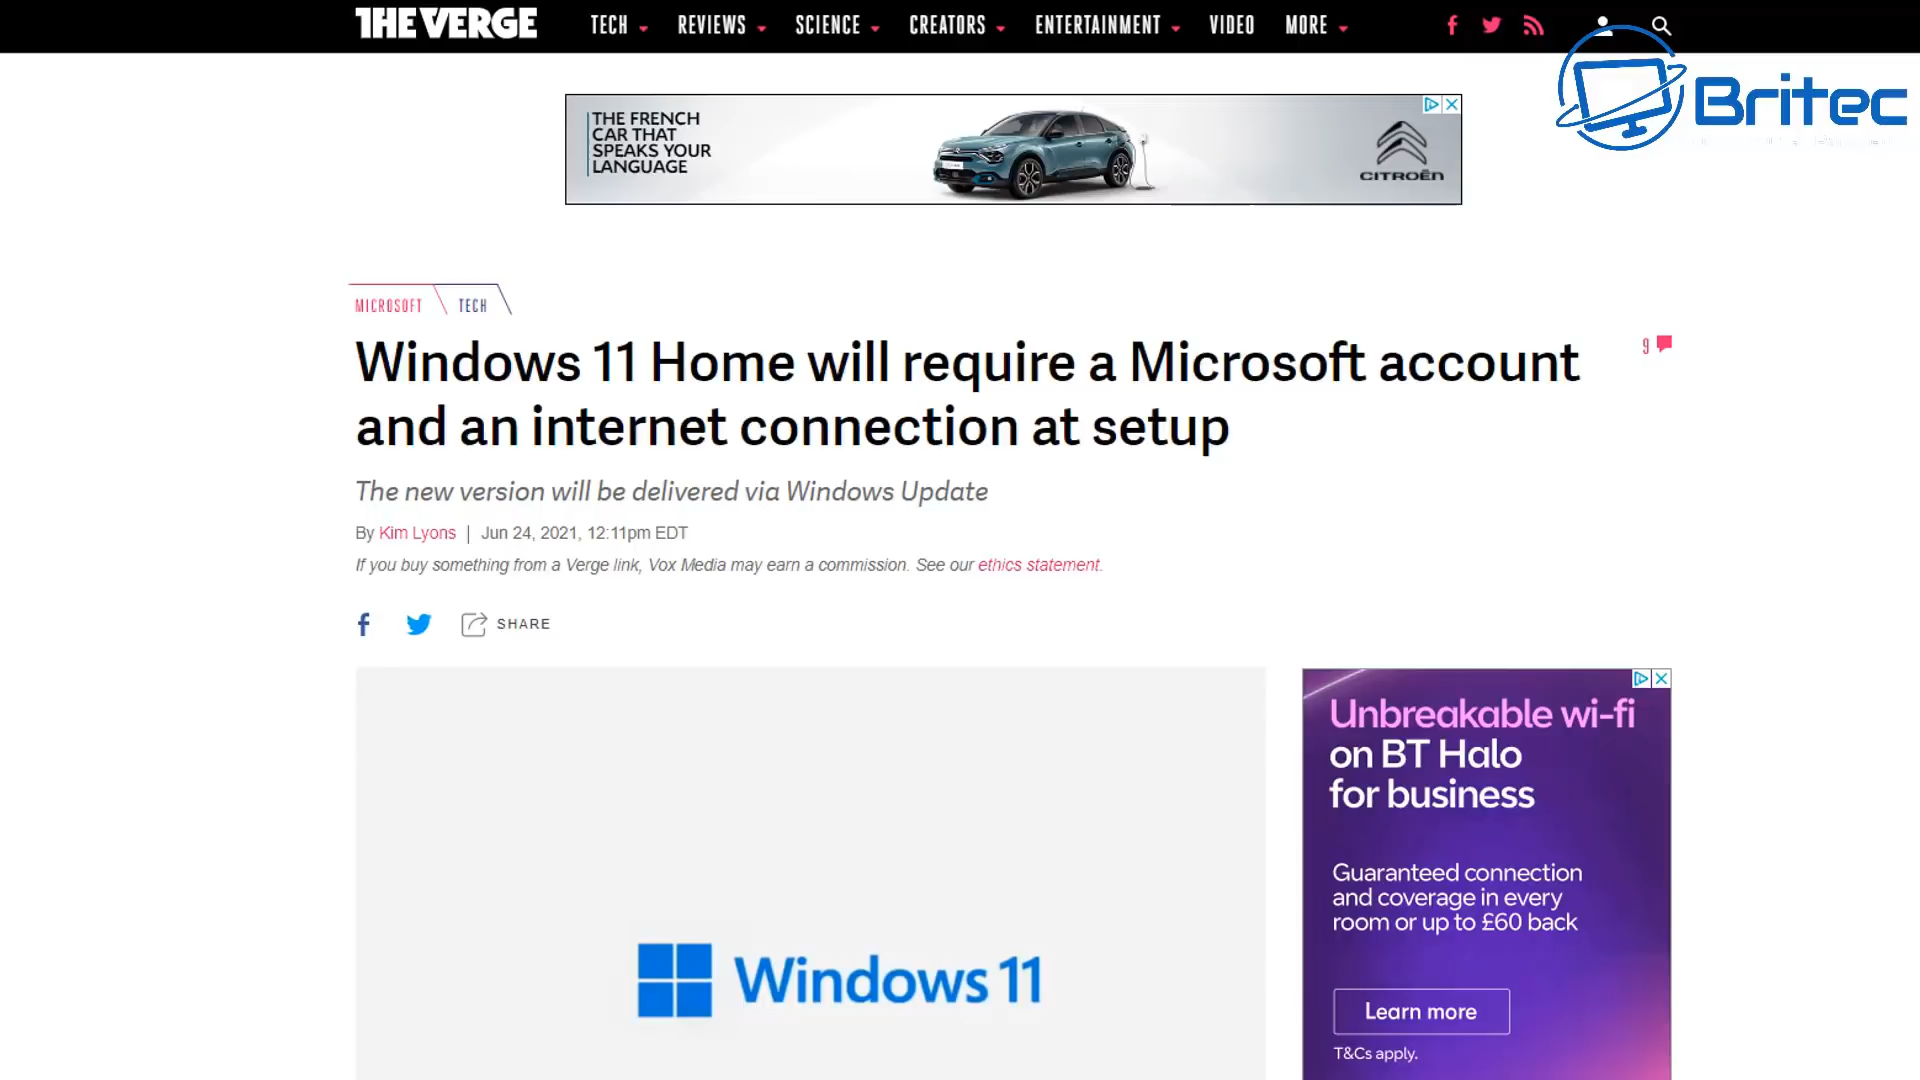 THE VERGE
TECH
REVIEWS
SCIENCE
CREATORS
ENTERTAINMENT
VIDEO
MORE
Britec
THE FRENCH
CAR THAT
SPEAKS YOUR
LANGUAGE
CITROËN
MICROSOFT
TECH
Windows 11 Home will require a Microsoft account
and an internet connection at setup
9
The new version will be delivered via Windows Update
By Kim Lyons | Jun 24, 2021, 12:11pm EDT
If you buy something from a Verge link, Vox Media may earn a commission. See our ethics statement.
SHARE
Windows 11
Unbreakable wi-fi
on BT Halo
for business
Guaranteed connection
and coverage in every
room or up to £60 back
Learn more
T&Cs apply.